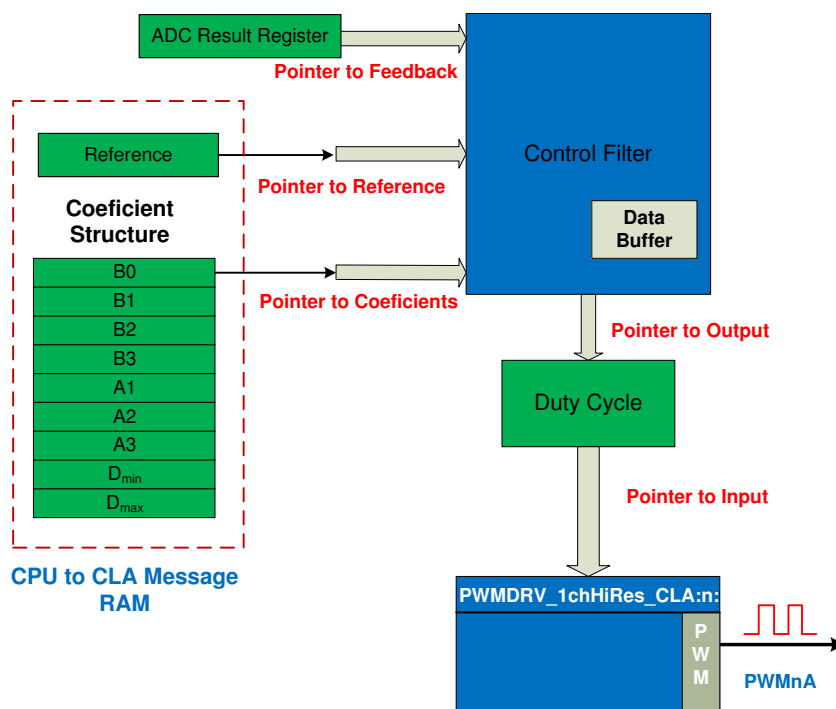 ADC Result Register
Pointer to Feedback
Reference
Pointer to Reference
Control Filter
Coeficient
Structure
Data
Buffer
B0
Pointer to Coeficients
B1
B2
B3
A1
A2
A3
Dmin
Dmax
Pointer to Output
Duty Cycle
Pointer to Input
CPU to CLA Message
RAM
PWMDRV_1chHiRes_CLA:n:
P
W
M
PWMnA